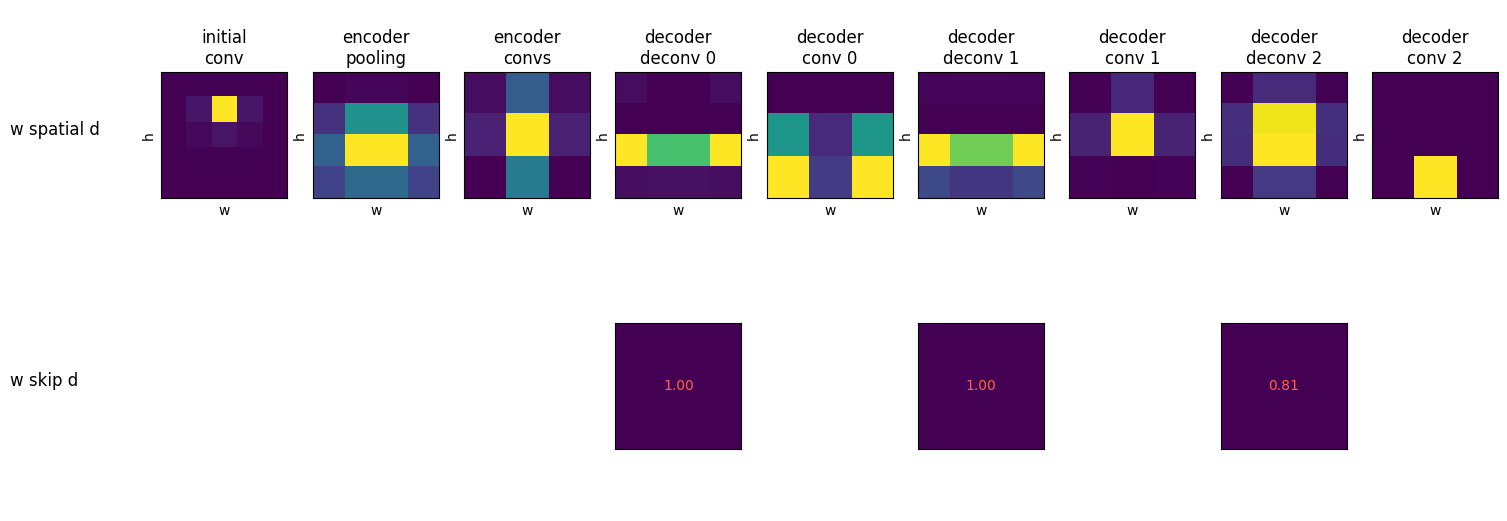 initial
conv
encoder
pooling
encoder
convs
decoder
deconv 0
decoder
conv 0
decoder
deconv 1
decoder
conv 1
decoder
deconv 2
decoder
conv 2
w spatial d
h
h
h
h
h
h
h
h
h
w
w
w
w
w
w
w
w
w
w skip d
1.00
1.00
0.81